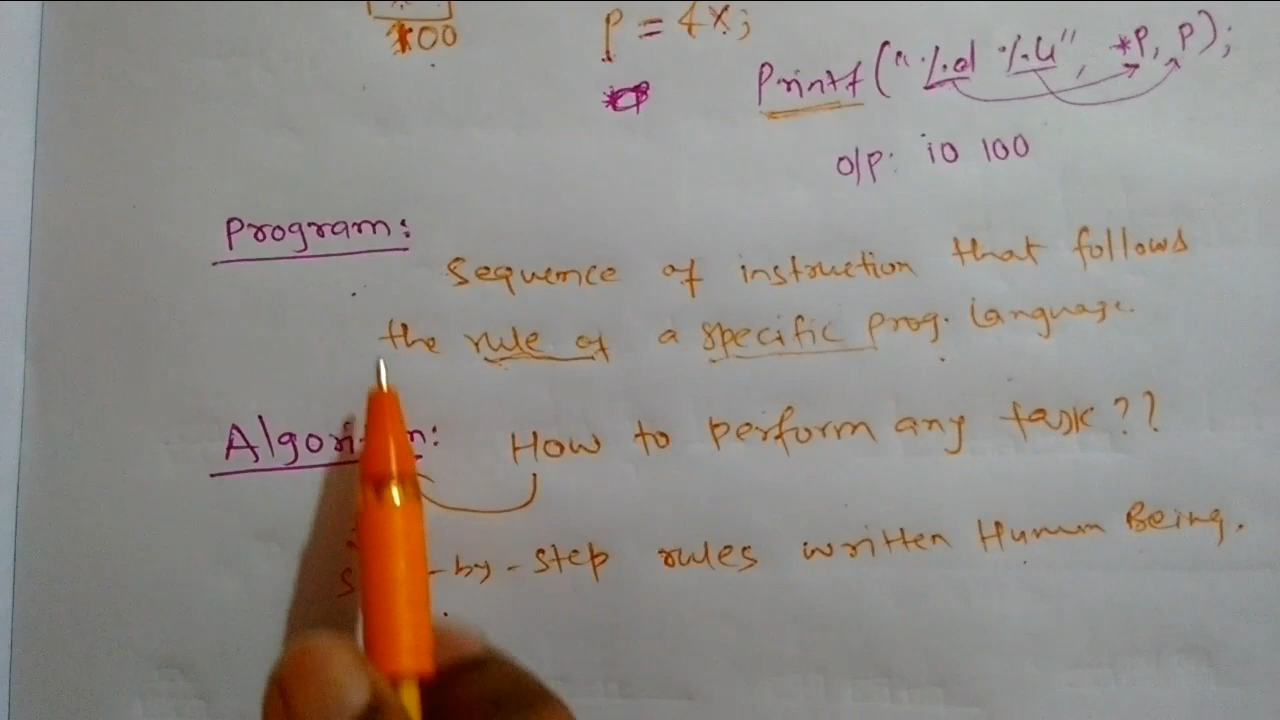 100
P = &x;
Printf("%d %u", *P, P);
O/P: 10 100
Program:
Sequence of instruction that follows
the rule of a specific prog. language.
How to perform any task??
-by-step rules written Human Being.